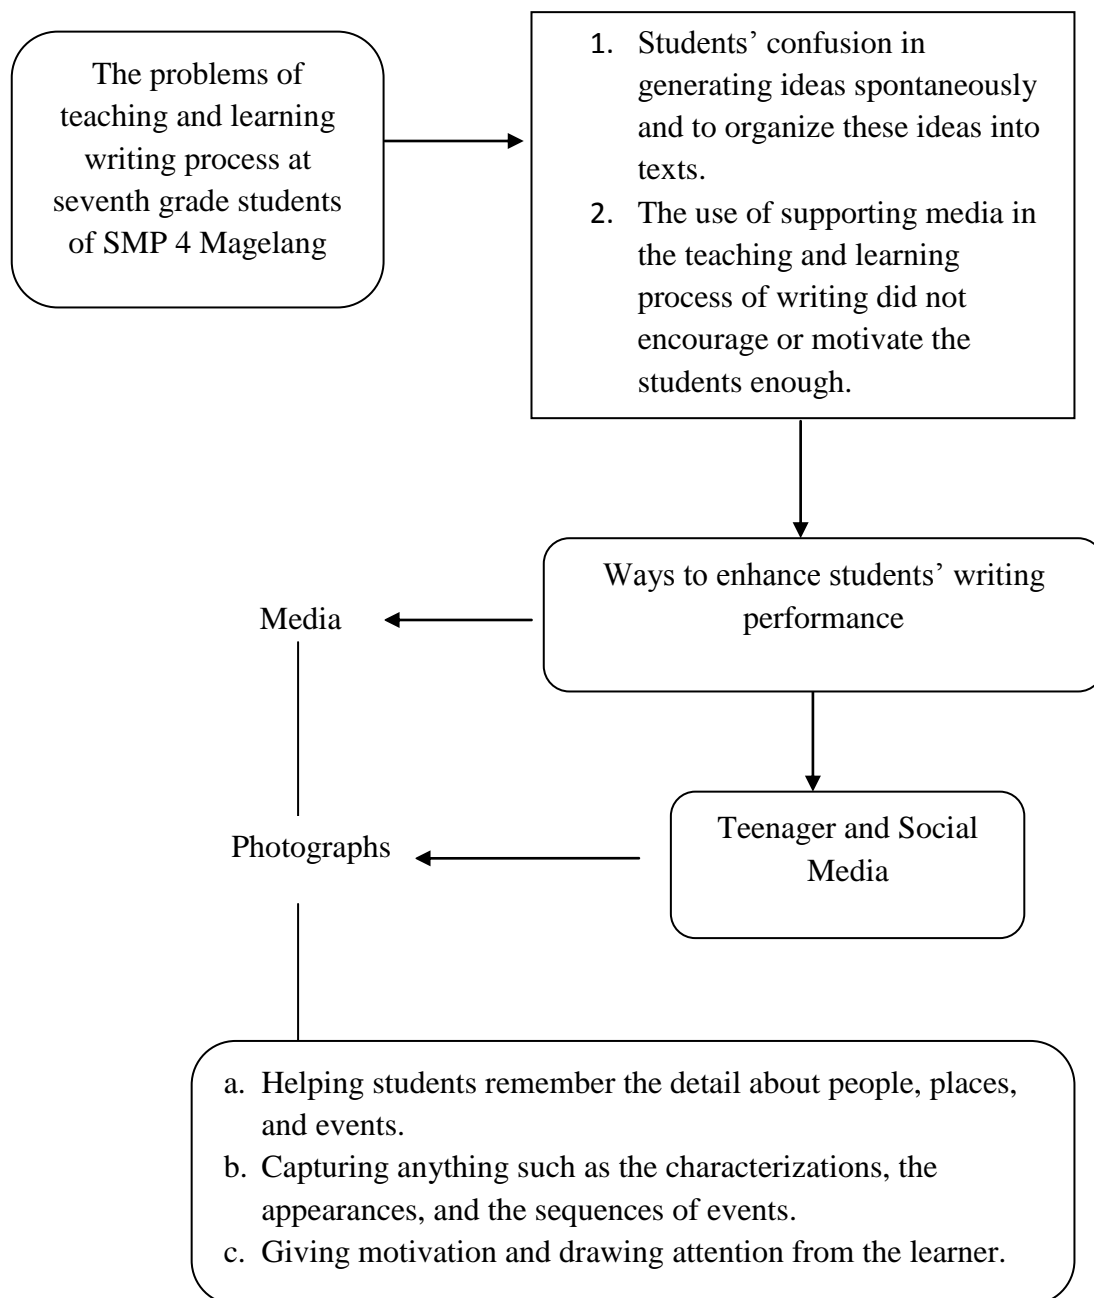 The problems of
teaching and learning
writing process at
seventh grade students
of SMP 4 Magelang
1. Students’ confusion in
generating ideas spontaneously
and to organize these ideas into
texts.
2. The use of supporting media in
the teaching and learning
process of writing did not
encourage or motivate the
students enough.
Ways to enhance students’ writing
performance
Media
Teenager and Social
Media
Photographs
a. Helping students remember the detail about people, places,
and events.
b. Capturing anything such as the characterizations, the
appearances, and the sequences of events.
c. Giving motivation and drawing attention from the learner.